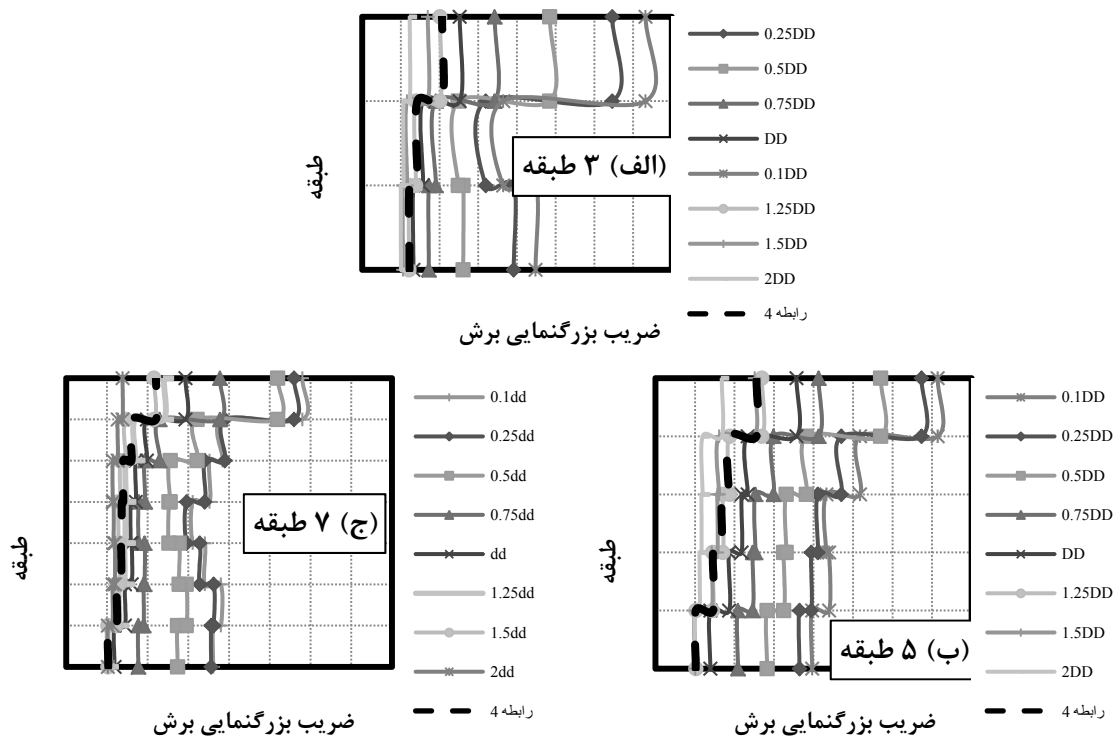 طبقه
(الف) ۳ طبقه
0.25DD
0.5DD
0.75DD
DD
0.1DD
1.25DD
1.5DD
2DD
رابطه 4
ضریب بزرگنمایی برش
طبقه
(ج) ۷ طبقه
0.1dd
0.25dd
0.5dd
0.75dd
dd
1.25dd
1.5dd
2dd
رابطه 4
ضریب بزرگنمایی برش
طبقه
(ب) ۵ طبقه
0.1DD
0.25DD
0.5DD
0.75DD
DD
1.25DD
1.5DD
2DD
رابطه 4
ضریب بزرگنمایی برش